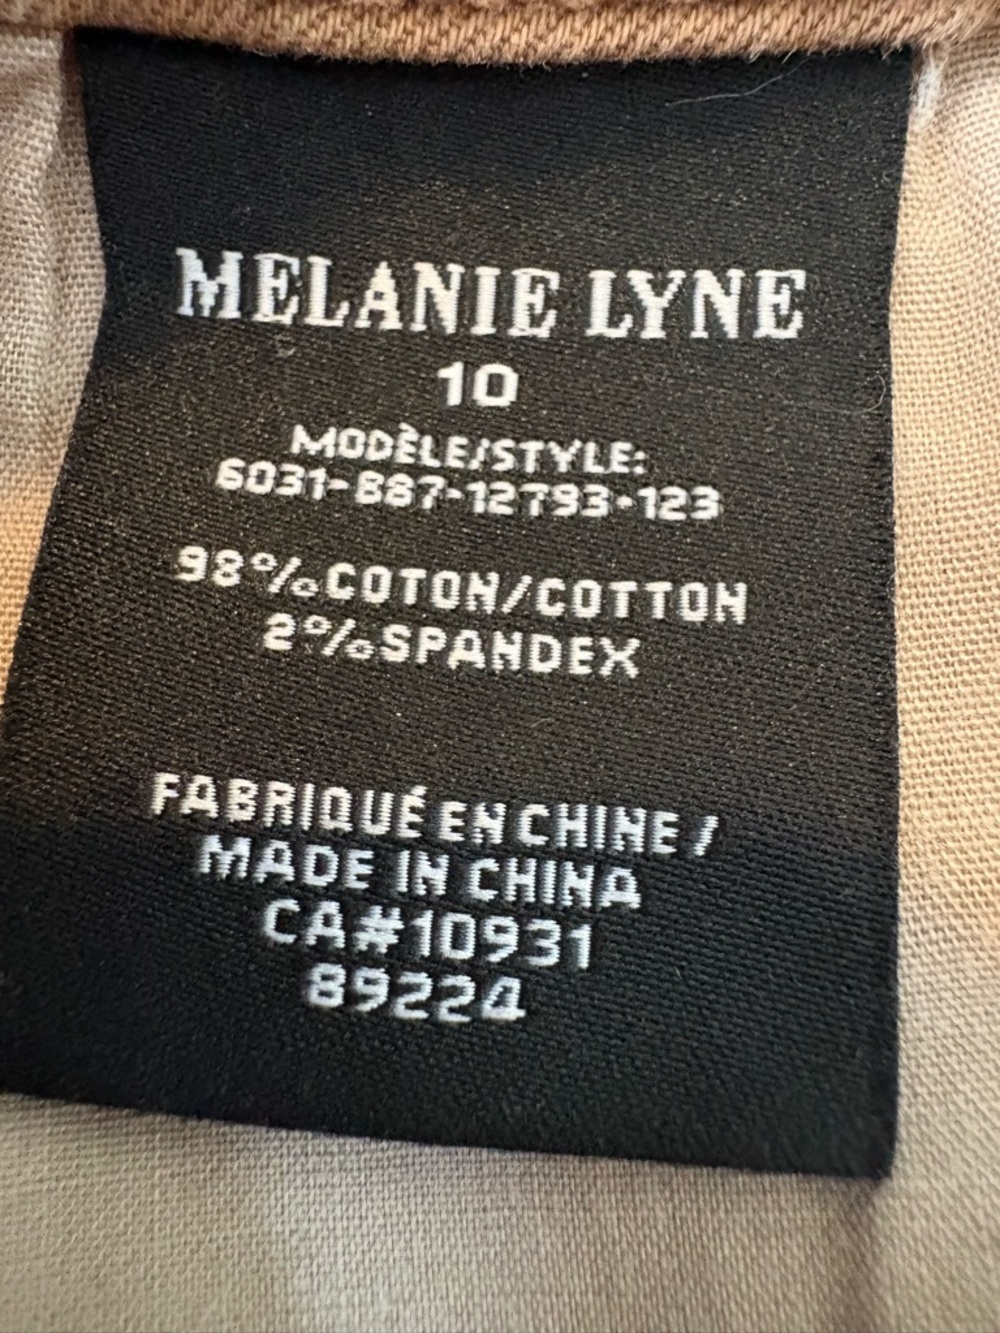 MELANIE LYNE
10
MODÈLE/STYLE:
6031-887-12793-123
98%COTON/COTTON
2%SPANDEX
FABRIQUÉ EN CHINE/
MADE IN CHINA
CA#10931
89224